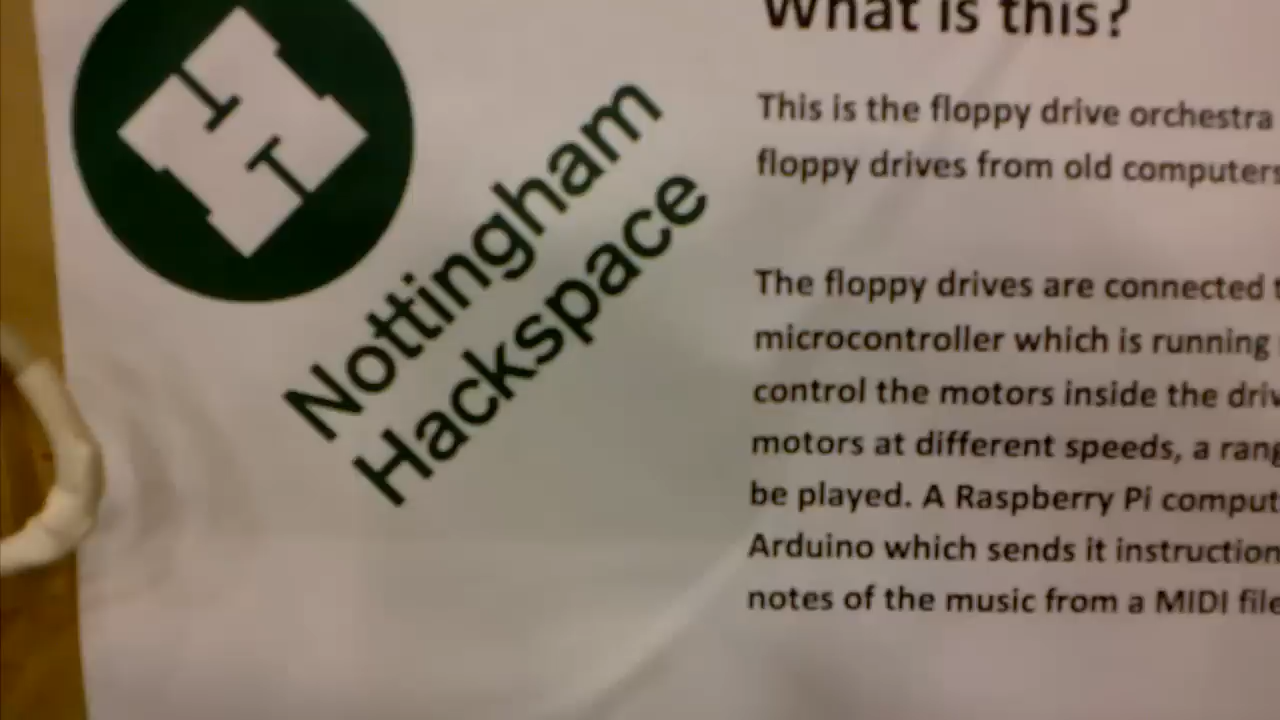 Nottingham
Hackspace
What is this?
This is the floppy drive orchestra
floppy drives from old computers
The floppy drives are connected
microcontroller which is running
control the motors inside the
motors at different speeds, a
be played. A Raspberry Pi
Arduino which sends it
notes of the music from a MIDI